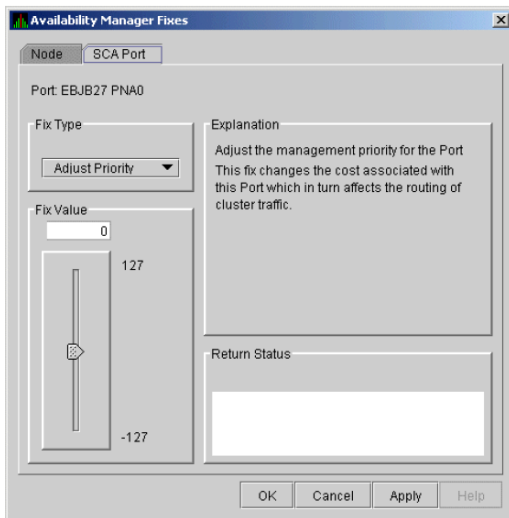 Availability Manager Fixes
Node
SCA Port
Port: EBJB27 PNA0
Fix Type
Adjust Priority
Explanation
Adjust the management priority for the Port
This fix changes the cost associated with
this Port which in turn affects the routing of
cluster traffic.
Fix Value
0
127
-127
Return Status
OK
Cancel
Apply
Help